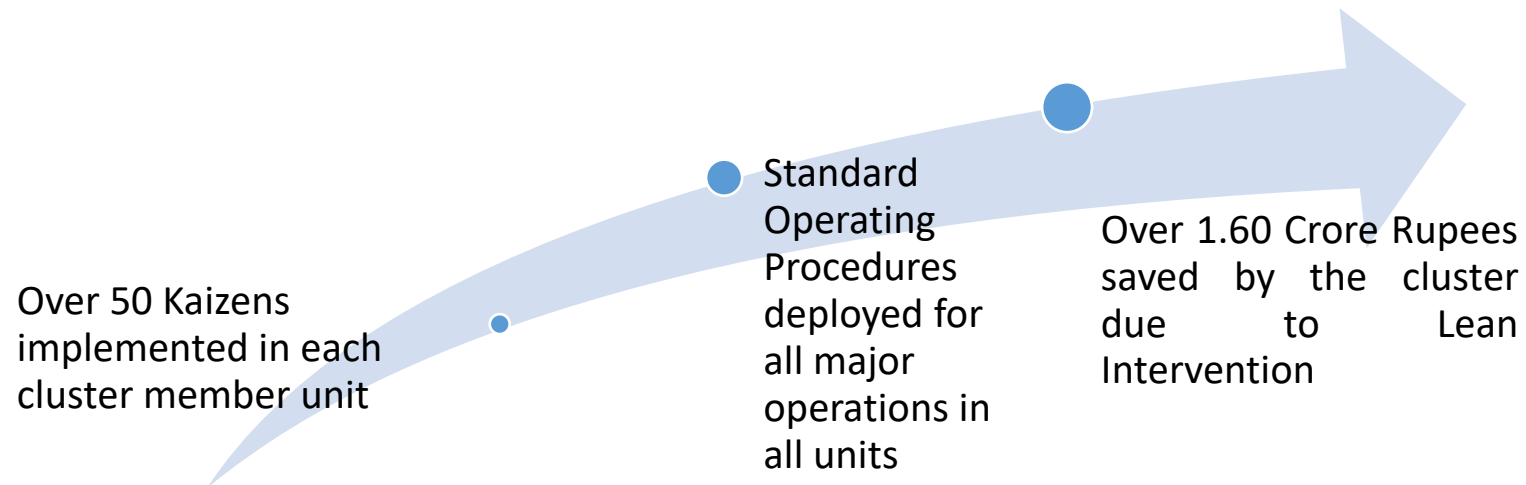 Over 50 Kaizens
implemented in each
cluster member unit
Standard
Operating
Procedures
deployed for
all major
operations in
all units
Over 1.60 Crore Rupees
saved by the cluster
due to Lean
Intervention